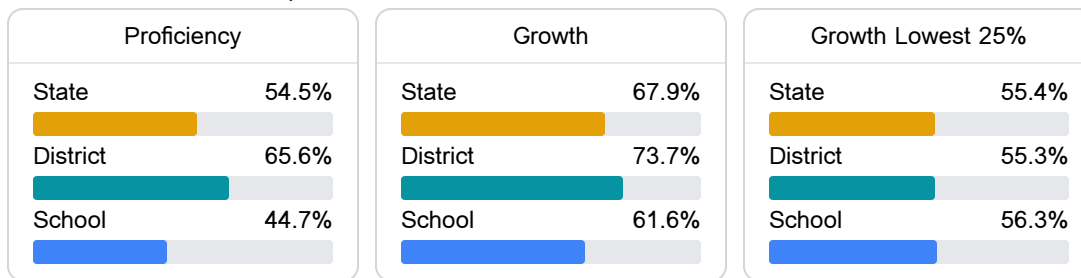 Proficiency
State 54.5%
District 65.6%
School 44.7%
Growth
State 67.9%
District 73.7%
School 61.6%
Growth Lowest 25%
State 55.4%
District 55.3%
School 56.3%